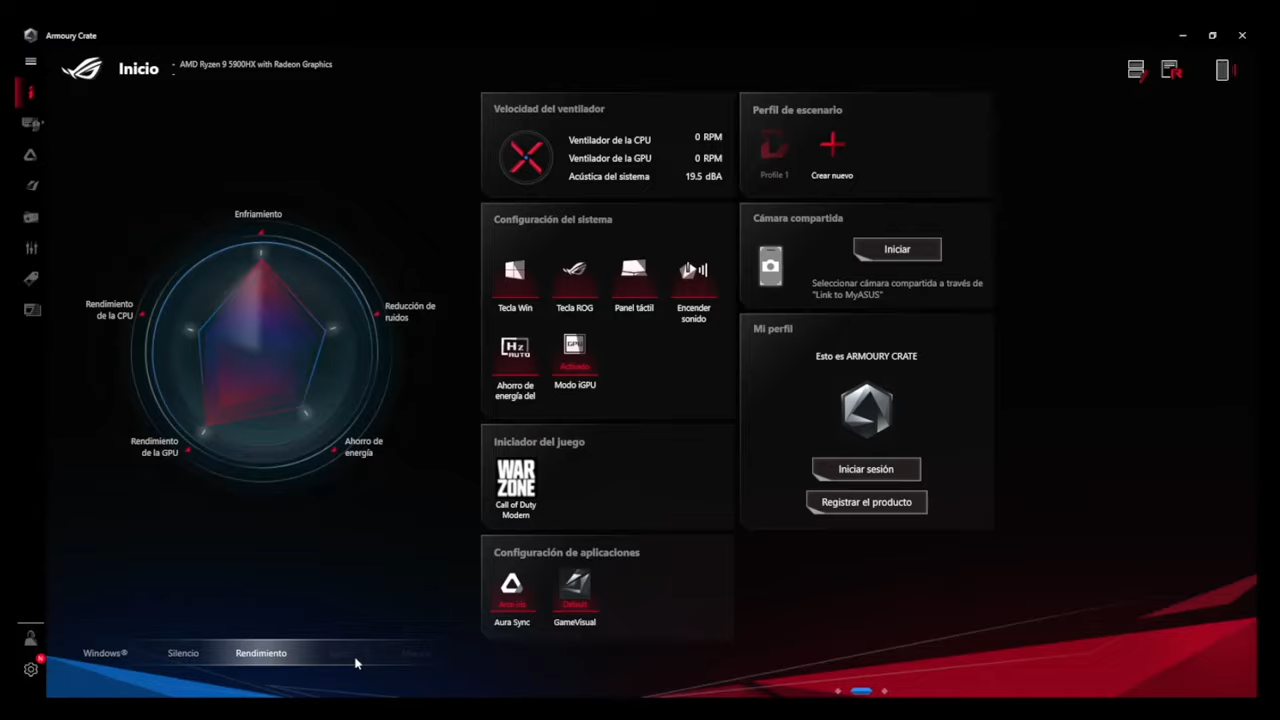 Armoury Crate
Inicio
AMD Ryzen 9 5900HX with Radeon Graphics
Enfriamiento
Rendimiento
de la CPU
Reducción de
ruidos
Rendimiento
de la GPU
Ahorro de
energía
Windows®
Silencio
Rendimiento
Velocidad del ventilador
Ventilador de la CPU
0 RPM
Ventilador de la GPU
0 RPM
Acústica del sistema
19.5 dBA
Configuración del sistema
Tecla Win
Tecla ROG
Panel táctil
Encender
sonido
Hz
AUTO
Ahorro de
energía del
GPU
Activado
Modo iGPU
Iniciador del juego
WAR
ZONE
Call of Duty
Modern
Configuración de aplicaciones
Arco iris
Aura Sync
Default
GameVisual
Perfil de escenario
Profile 1
Crear nuevo
Cámara compartida
Iniciar
Seleccionar cámara compartida a través de
"Link to MyASUS"
Mi perfil
Esto es ARMOURY CRATE
Iniciar sesión
Registrar el producto